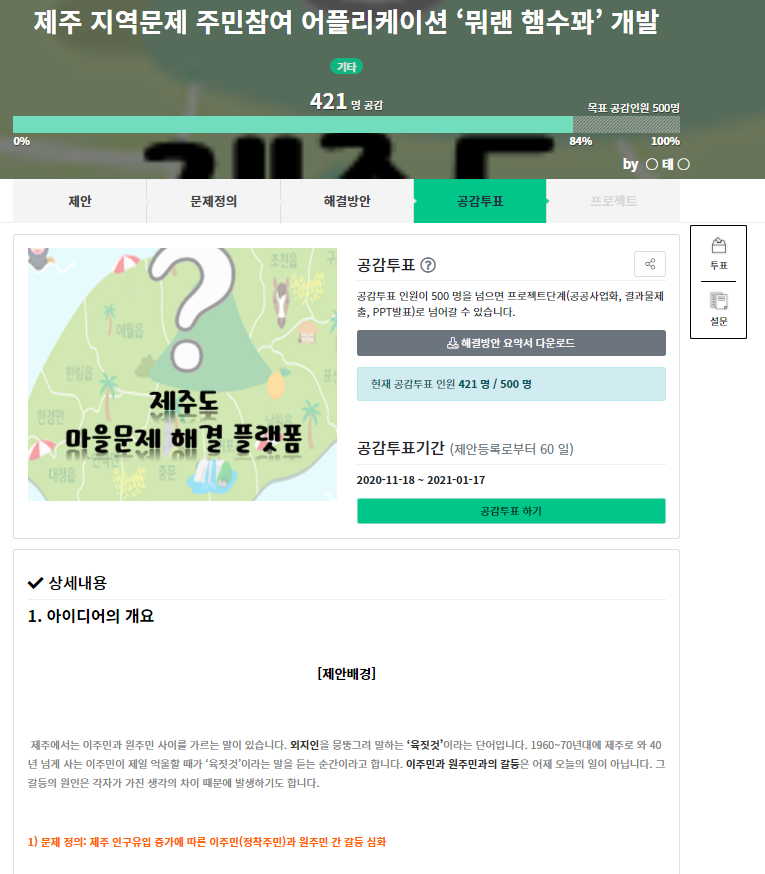 제주 지역문제 주민참여 어플리케이션 ‘뭐랜 햄수꽈’ 개발
기타
421 명 공감
목표 공감인원 500명
0%
84%
100%
by ○ 태 ○
제안
문제정의
해결방안
공감투표
프로젝트
투표
설문
조천읍
애월읍
한림읍
한경면
대정읍
중문
남원읍
제주도
마을문제 해결 플랫폼
공감투표
공감투표 인원이 500 명을 넘으면 프로젝트단계(공공사업화, 결과물제
출, PPT발표)로 넘어갈 수 있습니다.
해결방안 요약서 다운로드
현재 공감투표 인원 421 명 / 500 명
공감투표기간 (제안등록로부터 60 일)
2020-11-18 ~ 2021-01-17
공감투표 하기
상세내용
1. 아이디어의 개요
[제안배경]
제주에서는 이주민과 원주민 사이를 가르는 말이 있습니다. 외지인을 뭉뚱그려 말하는 ‘육짓것’이라는 단어입니다. 1960~70년대에 제주로 와 40
년 넘게 사는 이주민이 제일 억울할 때가 ‘육짓것’이라는 말을 듣는 순간이라고 합니다. 이주민과 원주민과의 갈등은 어제 오늘의 일이 아닙니다. 그
갈등의 원인은 각자가 가진 생각의 차이 때문에 발생하기도 합니다.
1) 문제 정의: 제주 인구유입 증가에 따른 이주민(정착주민)과 원주민 간 갈등 심화